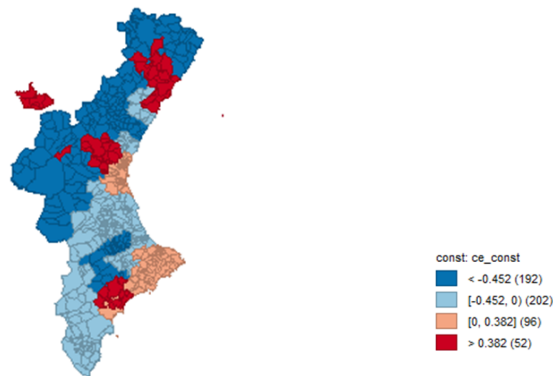 const: ce_const
< -0.452 (192)
[-0.452, 0) (202)
[0, 0.382] (96)
> 0.382 (52)